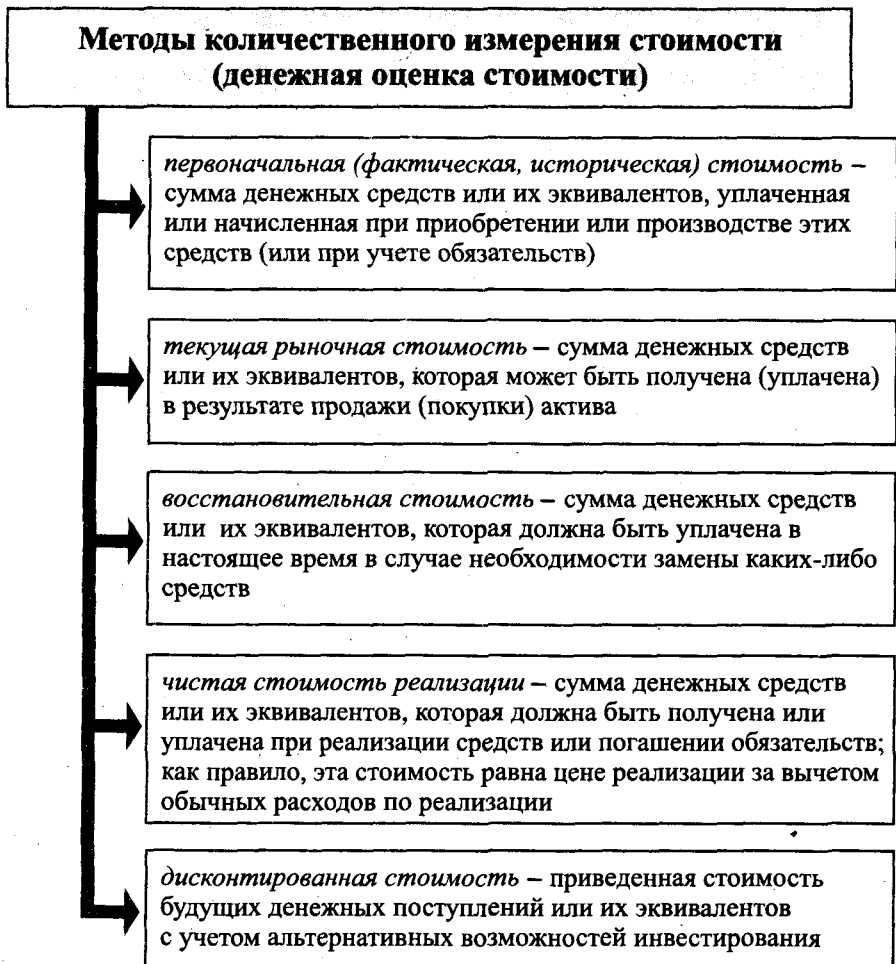 Методы количественного измерения стоимости
(денежная оценка стоимости)
первоначальная (фактическая, историческая) стоимость –
сумма денежных средств или их эквивалентов, уплаченная
или начисленная при приобретении или производстве этих
средств (или при учете обязательств)
текущая рыночная стоимость – сумма денежных средств
или их эквивалентов, которая может быть получена (уплачена)
в результате продажи (покупки) актива
восстановительная стоимость – сумма денежных средств
или их эквивалентов, которая должна быть уплачена в
настоящее время в случае необходимости замены каких-либо
средств
чистая стоимость реализации – сумма денежных средств
или их эквивалентов, которая должна быть получена или
уплачена при реализации средств или погашении обязательств;
как правило, эта стоимость равна цене реализации за вычетом
обычных расходов по реализации
дисконтированная стоимость – приведенная стоимость
будущих денежных поступлений или их эквивалентов
с учетом альтернативных возможностей инвестирования